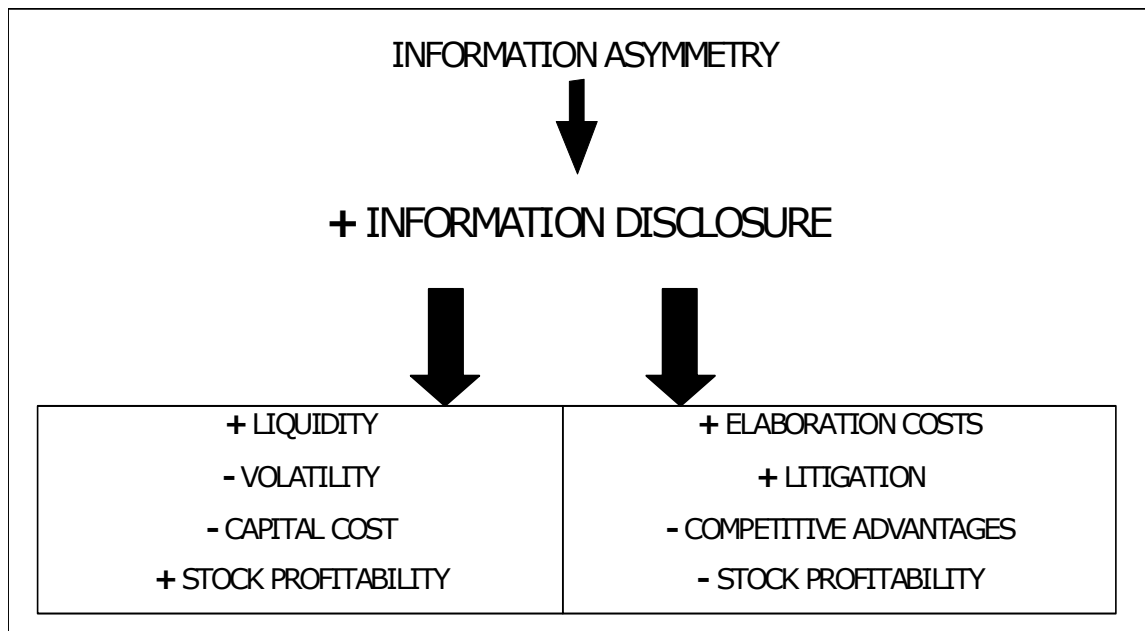 INFORMATION ASYMMETRY
+ INFORMATION DISCLOSURE
+ LIQUIDITY
- VOLATILITY
- CAPITAL COST
+ STOCK PROFITABILITY
+ ELABORATION COSTS
+ LITIGATION
- COMPETITIVE ADVANTAGES
- STOCK PROFITABILITY